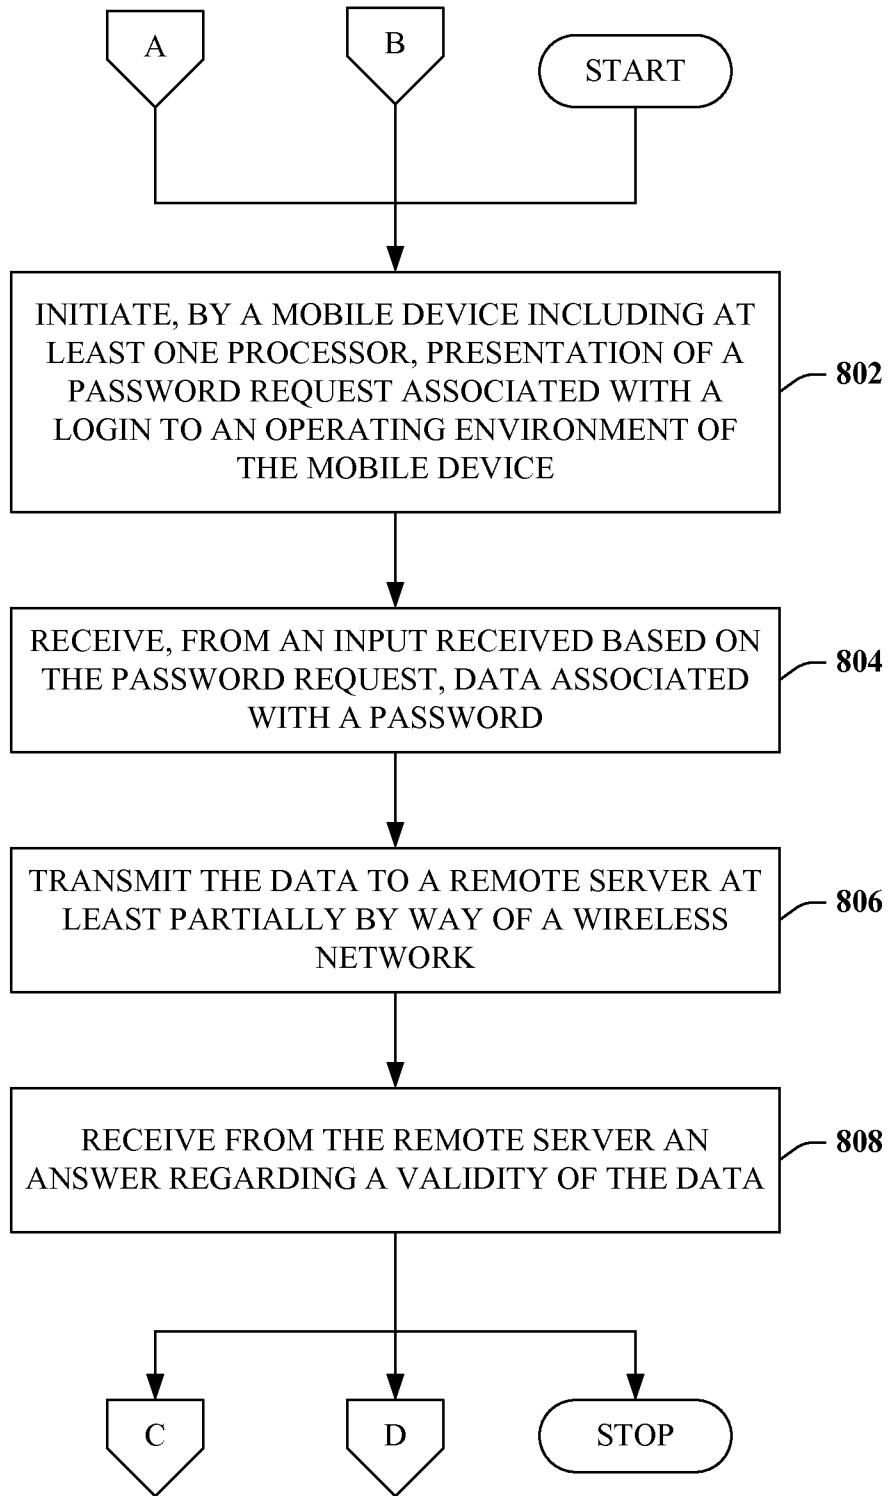 A
B
START
INITIATE, BY A MOBILE DEVICE INCLUDING AT
LEAST ONE PROCESSOR, PRESENTATION OF A
PASSWORD REQUEST ASSOCIATED WITH A
LOGIN TO AN OPERATING ENVIRONMENT OF
THE MOBILE DEVICE
802
RECEIVE, FROM AN INPUT RECEIVED BASED ON
THE PASSWORD REQUEST, DATA ASSOCIATED
WITH A PASSWORD
804
TRANSMIT THE DATA TO A REMOTE SERVER AT
LEAST PARTIALLY BY WAY OF A WIRELESS
NETWORK
806
RECEIVE FROM THE REMOTE SERVER AN
ANSWER REGARDING A VALIDITY OF THE DATA
808
C
D
STOP